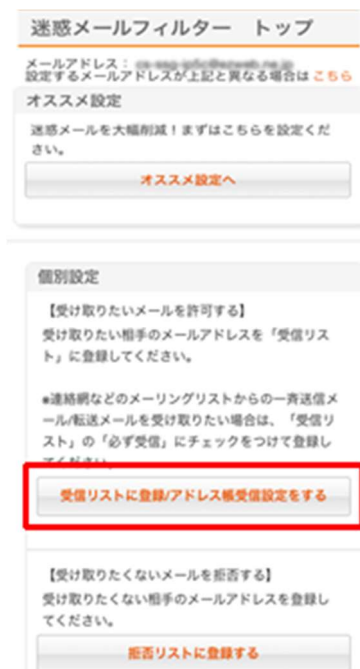 迷惑メールフィルター トップ
メールアドレス：
設定するメールアドレスが上記と異なる場合は こちら
オススメ設定
迷惑メールを大幅削減！まずはこちらを設定くだ
さい。
オススメ設定へ
個別設定
【受け取りたいメールを許可する】
受け取りたい相手のメールアドレスを「受信リス
ト」に登録してください。
※連絡網などのメーリングリストからの一斉送信メ
ール/転送メールを受け取りたい場合は、「受信リ
スト」の「必ず受信」にチェックをつけて登録し
てください。
受信リストに登録/アドレス帳受信設定をする
【受け取りたくないメールを拒否する】
受け取りたくない相手のメールアドレスを登録し
てください。
拒否リストに登録する